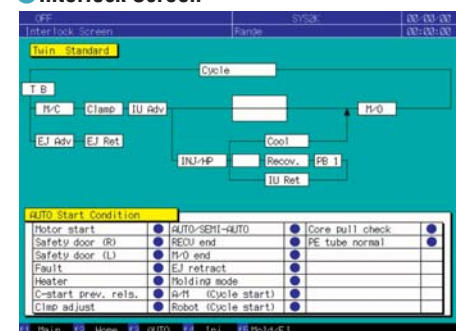 Interlock Screen
OFF SYS2K 00-00-00
Interlock Screen Range 00:00:00
Twin Standard
Cycle
T B
M/C Clamp IU Adv M/O
EJ Adv EJ Ret Cool
INJ/HP Recov. PB 1
IU Ret
AUTO Start Condition
Motor start AUTO/SEMI-AUTO Core pull check
Safety door (R) RECU end PE tube normal
Safety door (L) M/O end
Fault EJ retract
Heater Molding mode
C-start prev. rels. A/M (Cycle start)
Clmp adjust Robot (Cycle start)
Main Home AUTO Inj Mold/EJ